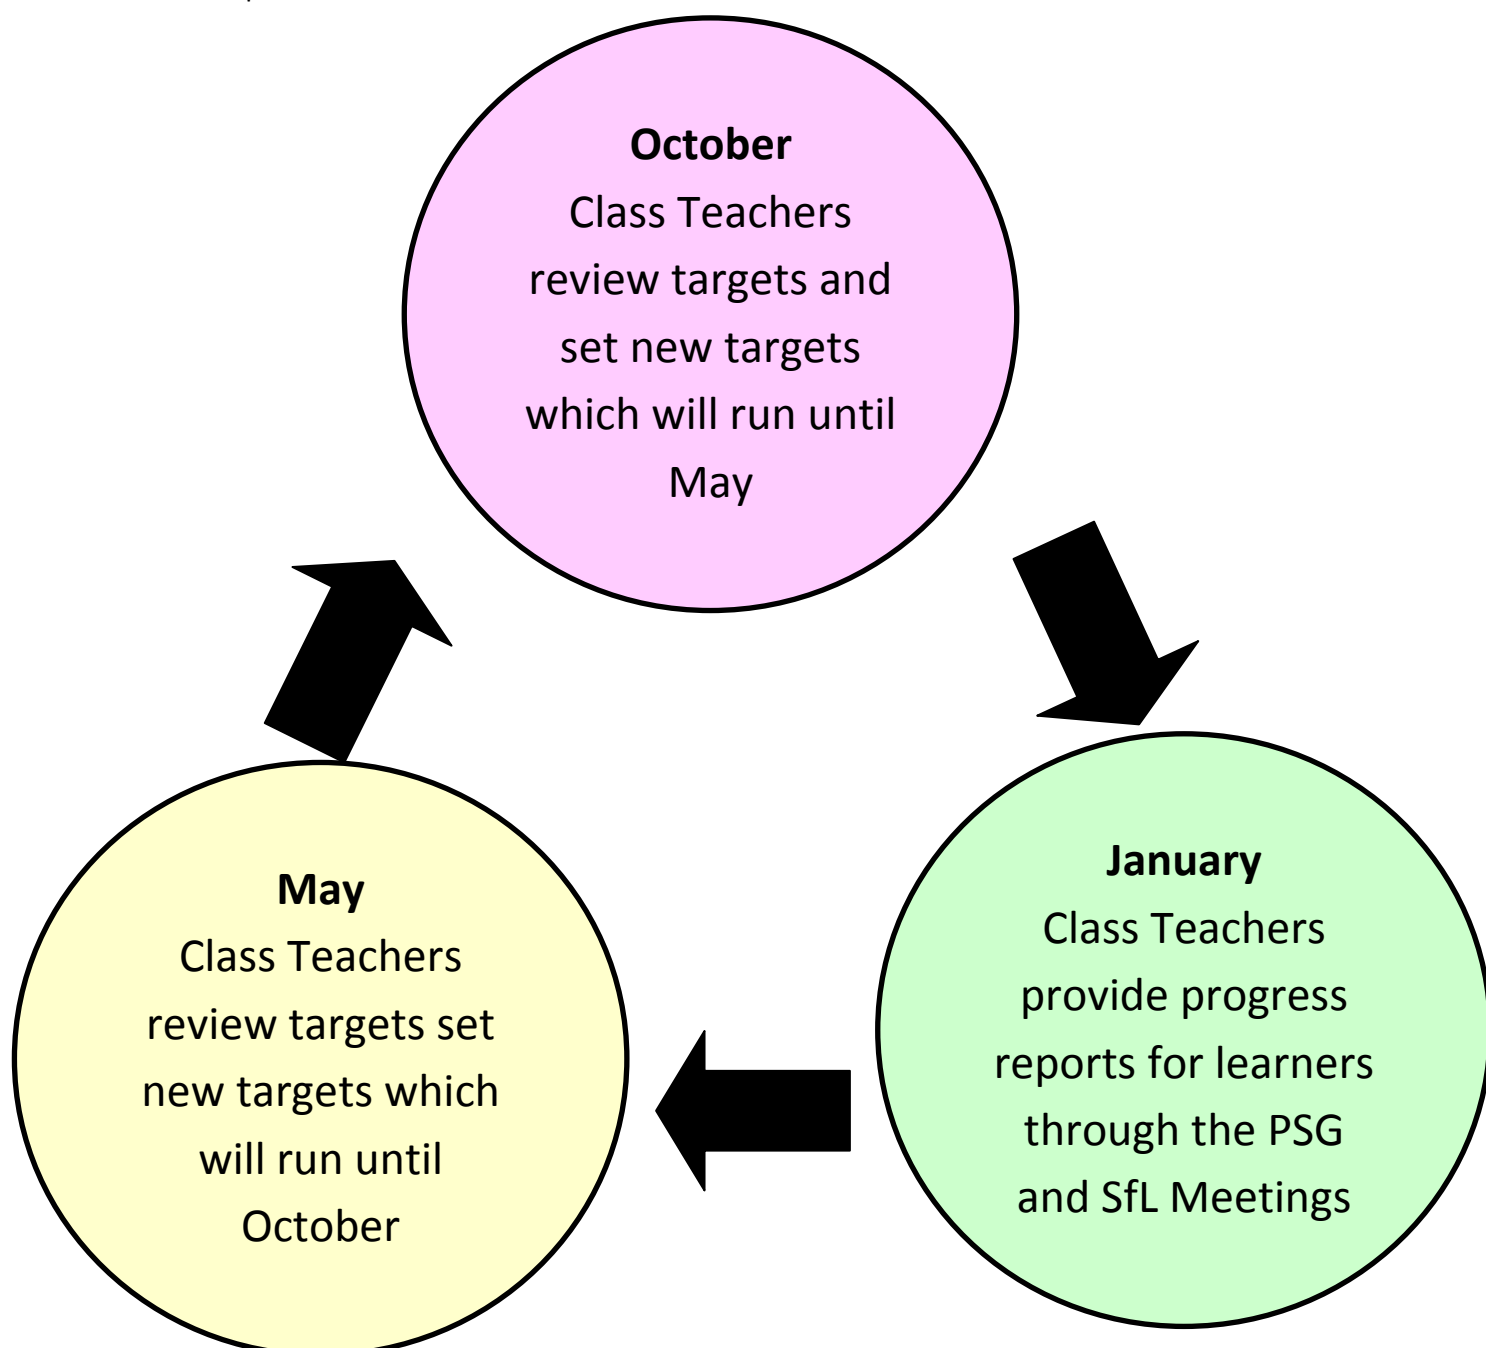 October
Class Teachers
review targets and
set new targets
which will run until
May
January
Class Teachers
provide progress
reports for learners
through the PSG
and SfL Meetings
May
Class Teachers
review targets set
new targets which
will run until
October